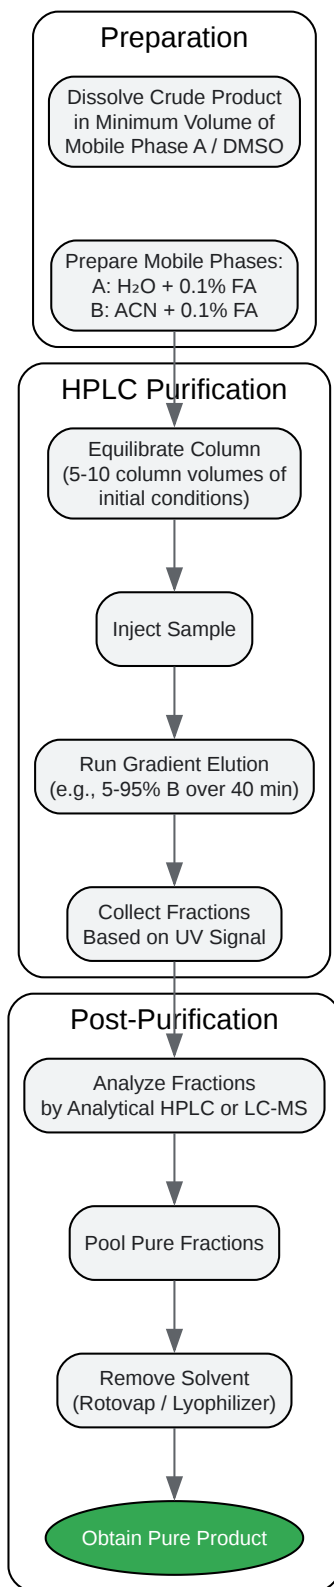 Preparation
Dissolve Crude Product
in Minimum Volume of
Mobile Phase A / DMSO
Prepare Mobile Phases:
A: H₂O + 0.1% FA
B: ACN + 0.1% FA
HPLC Purification
Equilibrate Column
(5-10 column volumes of
initial conditions)
Inject Sample
Run Gradient Elution
(e.g., 5-95% B over 40 min)
Collect Fractions
Based on UV Signal
Post-Purification
Analyze Fractions
by Analytical HPLC or LC-MS
Pool Pure Fractions
Remove Solvent
(Rotovap / Lyophilizer)
Obtain Pure Product